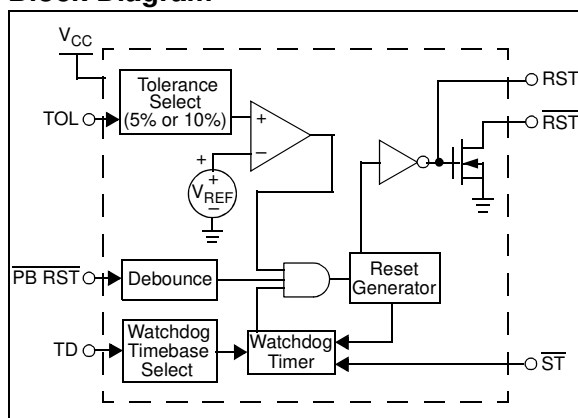 Block Diagram
VCC
Tolerance
Select
(5% or 10%)
TOL
+
−
+
+
VREF
−
RST
RST
PB RST
Debounce
Reset
Generator
TD
Watchdog
Timebase
Select
Watchdog
Timer
ST